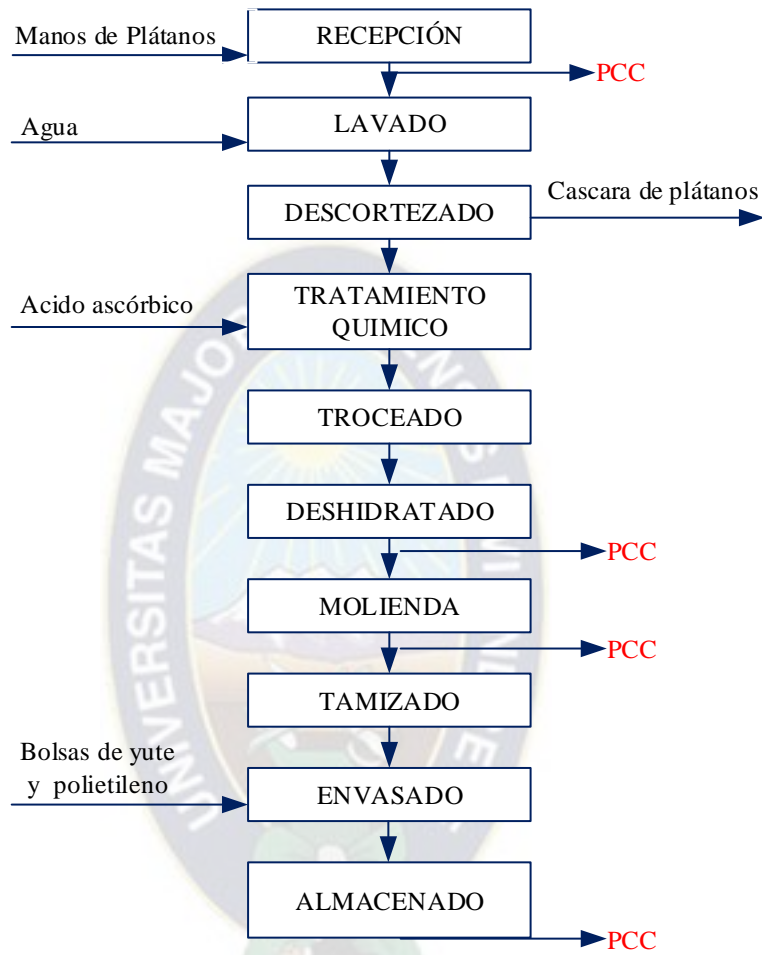 Manos de Plátanos
RECEPCIÓN
PCC
Agua
LAVADO
DESCORTEZADO
Cascara de plátanos
Acido ascórbico
TRATAMIENTO
QUIMICO
TROCEADO
DESHIDRATADO
PCC
MOLIENDA
PCC
TAMIZADO
Bolsas de yute
y polietileno
ENVASADO
ALMACENADO
PCC